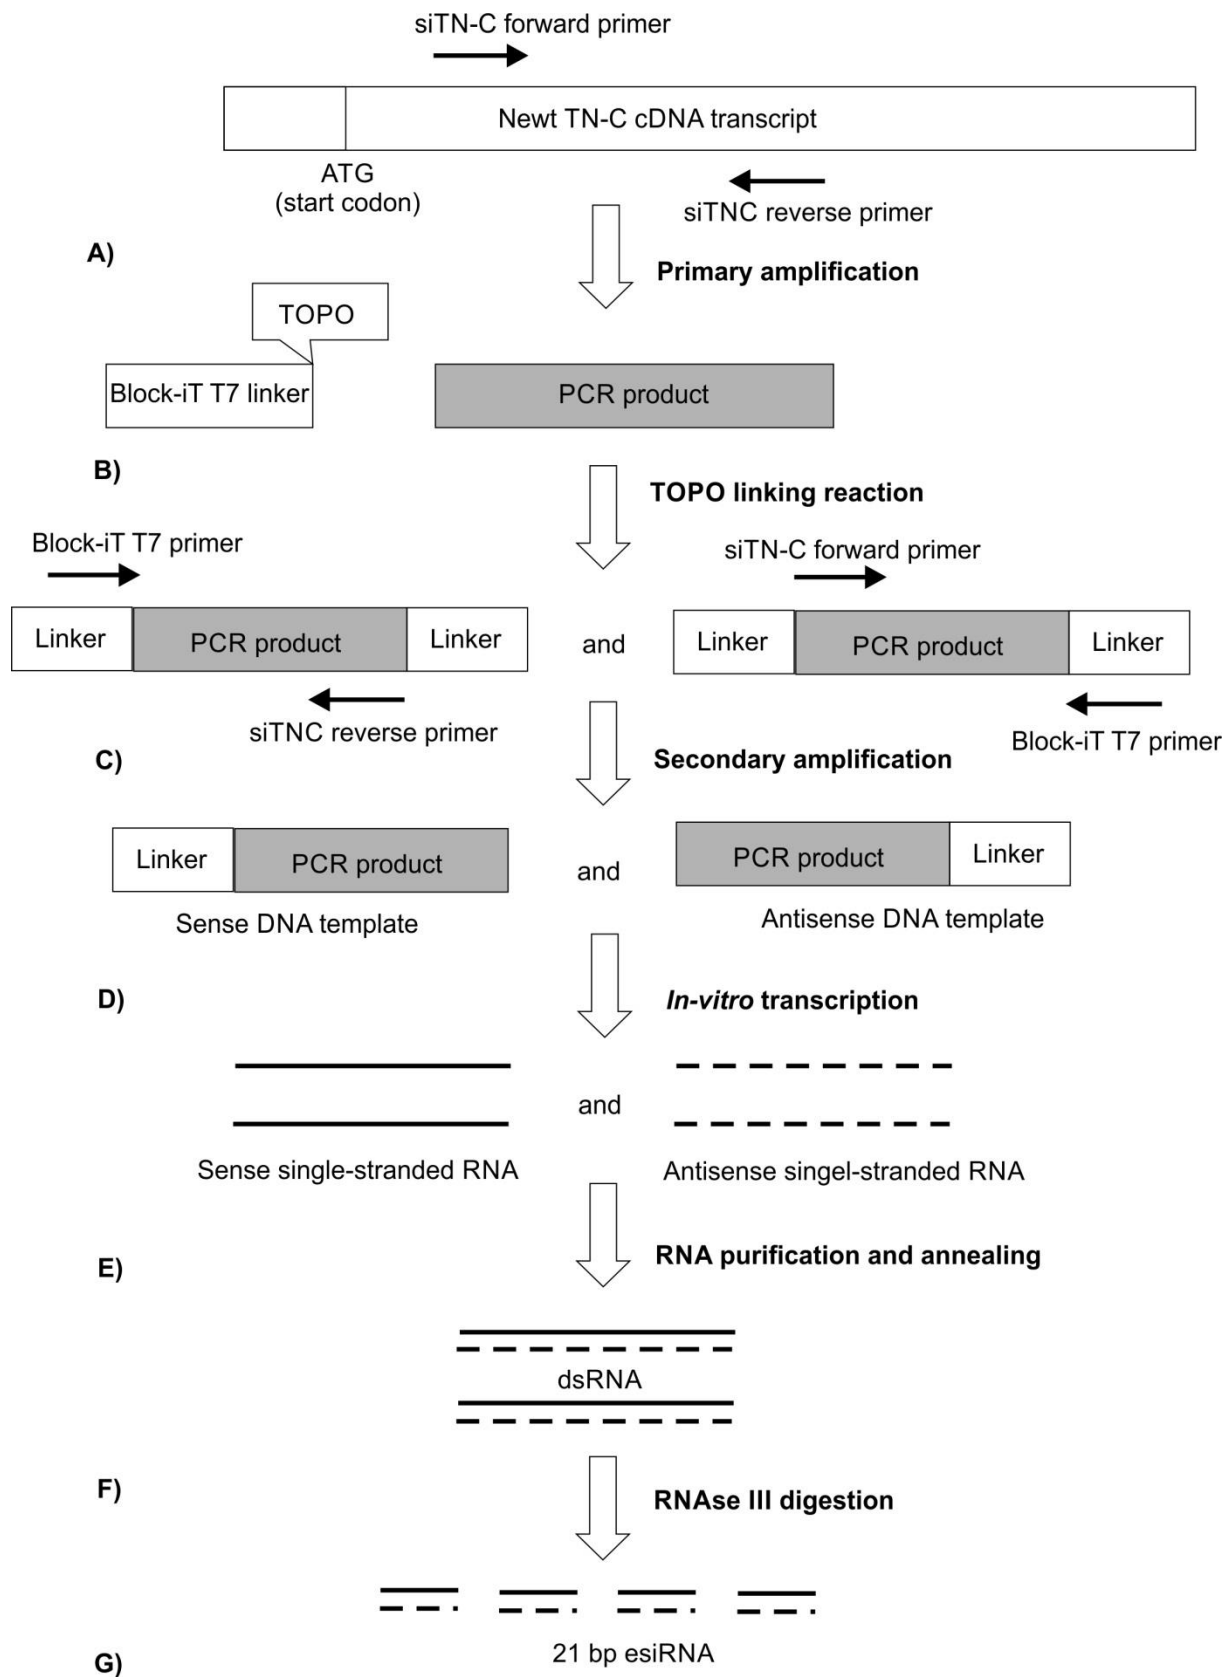 siTN-C forward primer
Newt TN-C cDNA transcript
ATG
(start codon)
siTNC reverse primer
A)
Primary amplification
TOPO
Block-iT T7 linker
PCR product
B)
TOPO linking reaction
Block-iT T7 primer
siTN-C forward primer
Linker PCR product Linker
and
Linker PCR product Linker
siTNC reverse primer
Block-iT T7 primer
C)
Secondary amplification
Linker PCR product
and
PCR product Linker
Sense DNA template
Antisense DNA template
D)
In-vitro transcription
and
Sense single-stranded RNA
Antisense singel-stranded RNA
E)
RNA purification and annealing
dsRNA
F)
RNAse III digestion
21 bp esiRNA
G)